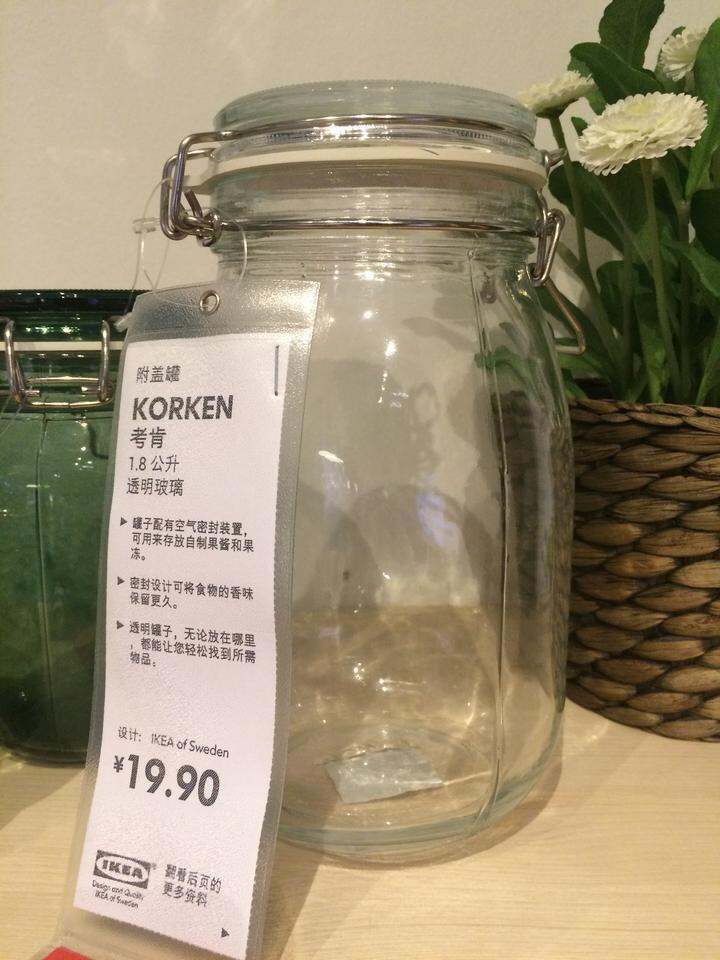 附盖罐
KORKEN
考肯
1.8 公升
透明玻璃
▶ 罐子配有空气密封装置，
可用来存放自制果酱和果
冻。
▶ 密封设计可将食物的香味
保留更久。
▶ 透明罐子，无论放在哪里
，都能让您轻松找到所需
物品。
设计： IKEA of Sweden
¥19.90
IKEA®
Design and Quality
IKEA of Sweden
翻看后页的
更多资料
▶